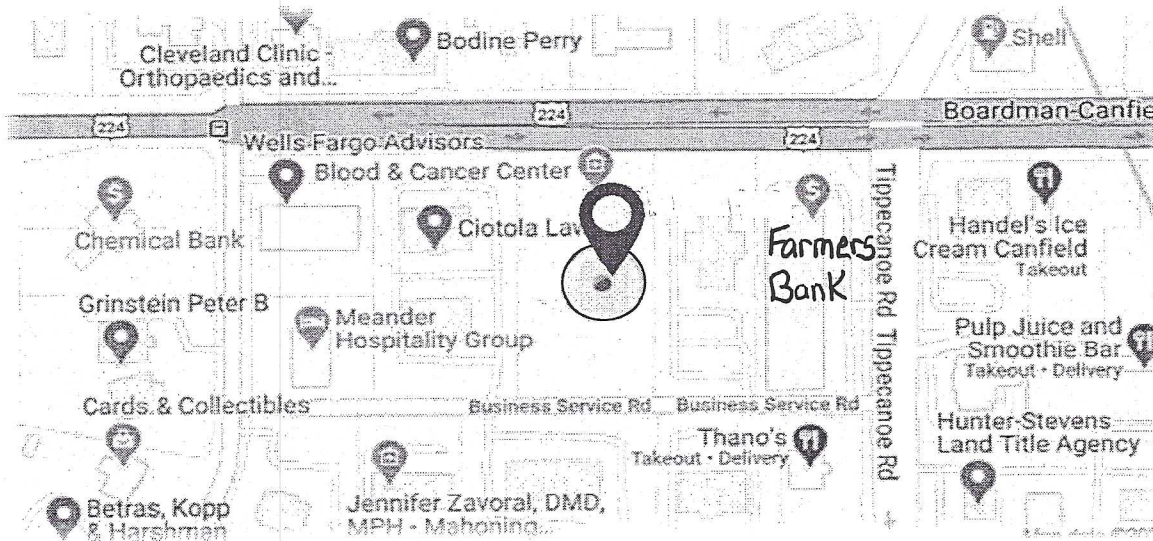 Cleveland Clinic -
Orthopaedics and...
Bodine Perry
Shell
224
224
Boardman-Canfie
224
Wells Fargo Advisors
Blood & Cancer Center
Chemical Bank
Ciotola Law
Farmers
Bank
Tippecanoe Rd
Tippecanoe Rd
Handel's Ice
Cream Canfield
Takeout
Grinstein Peter B
Meander
Hospitality Group
Pulp Juice and
Smoothie Bar
Takeout • Delivery
Cards & Collectibles
Business Service Rd
Business Service Rd
Thano's
Takeout • Delivery
Hunter-Stevens
Land Title Agency
Betras, Kopp
& Harshman
Jennifer Zavoral, DMD,
MPH - Mahoning...